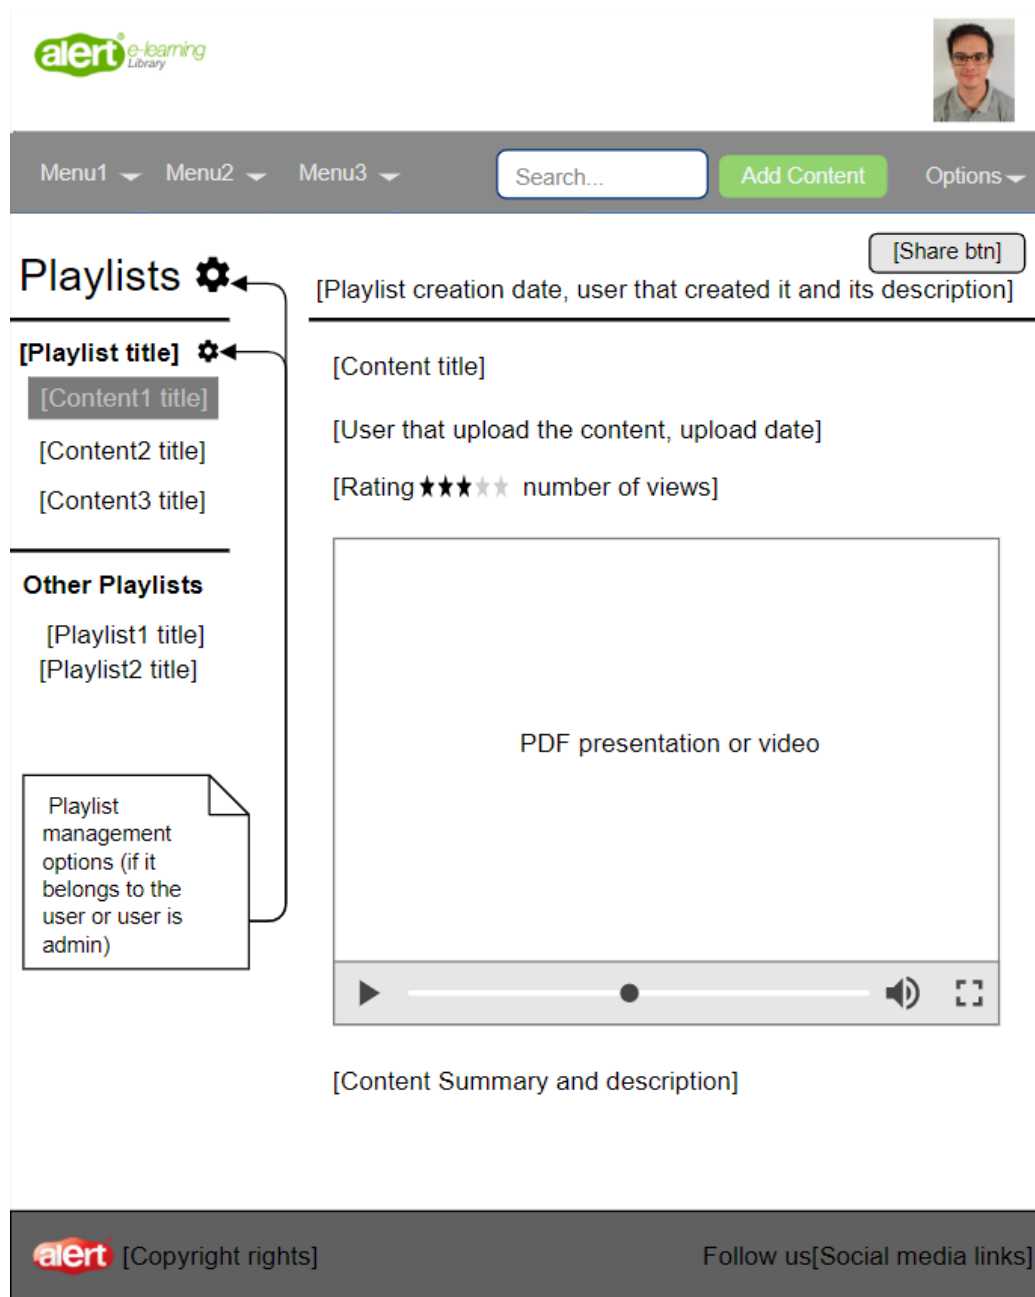 alert® e-learning
Library
Menu1 Menu2 Menu3 Search... Add Content Options
[Share btn]
Playlists
[Playlist creation date, user that created it and its description]
[Playlist title]
[Content1 title]
[Content2 title]
[Content3 title]
Other Playlists
[Playlist1 title]
[Playlist2 title]
Playlist
management
options (if it
belongs to the
user or user is
admin)
[Content title]
[User that upload the content, upload date]
[Rating ★★★★★ number of views]
PDF presentation or video
[Content Summary and description]
alert [Copyright rights]
Follow us[Social media links]